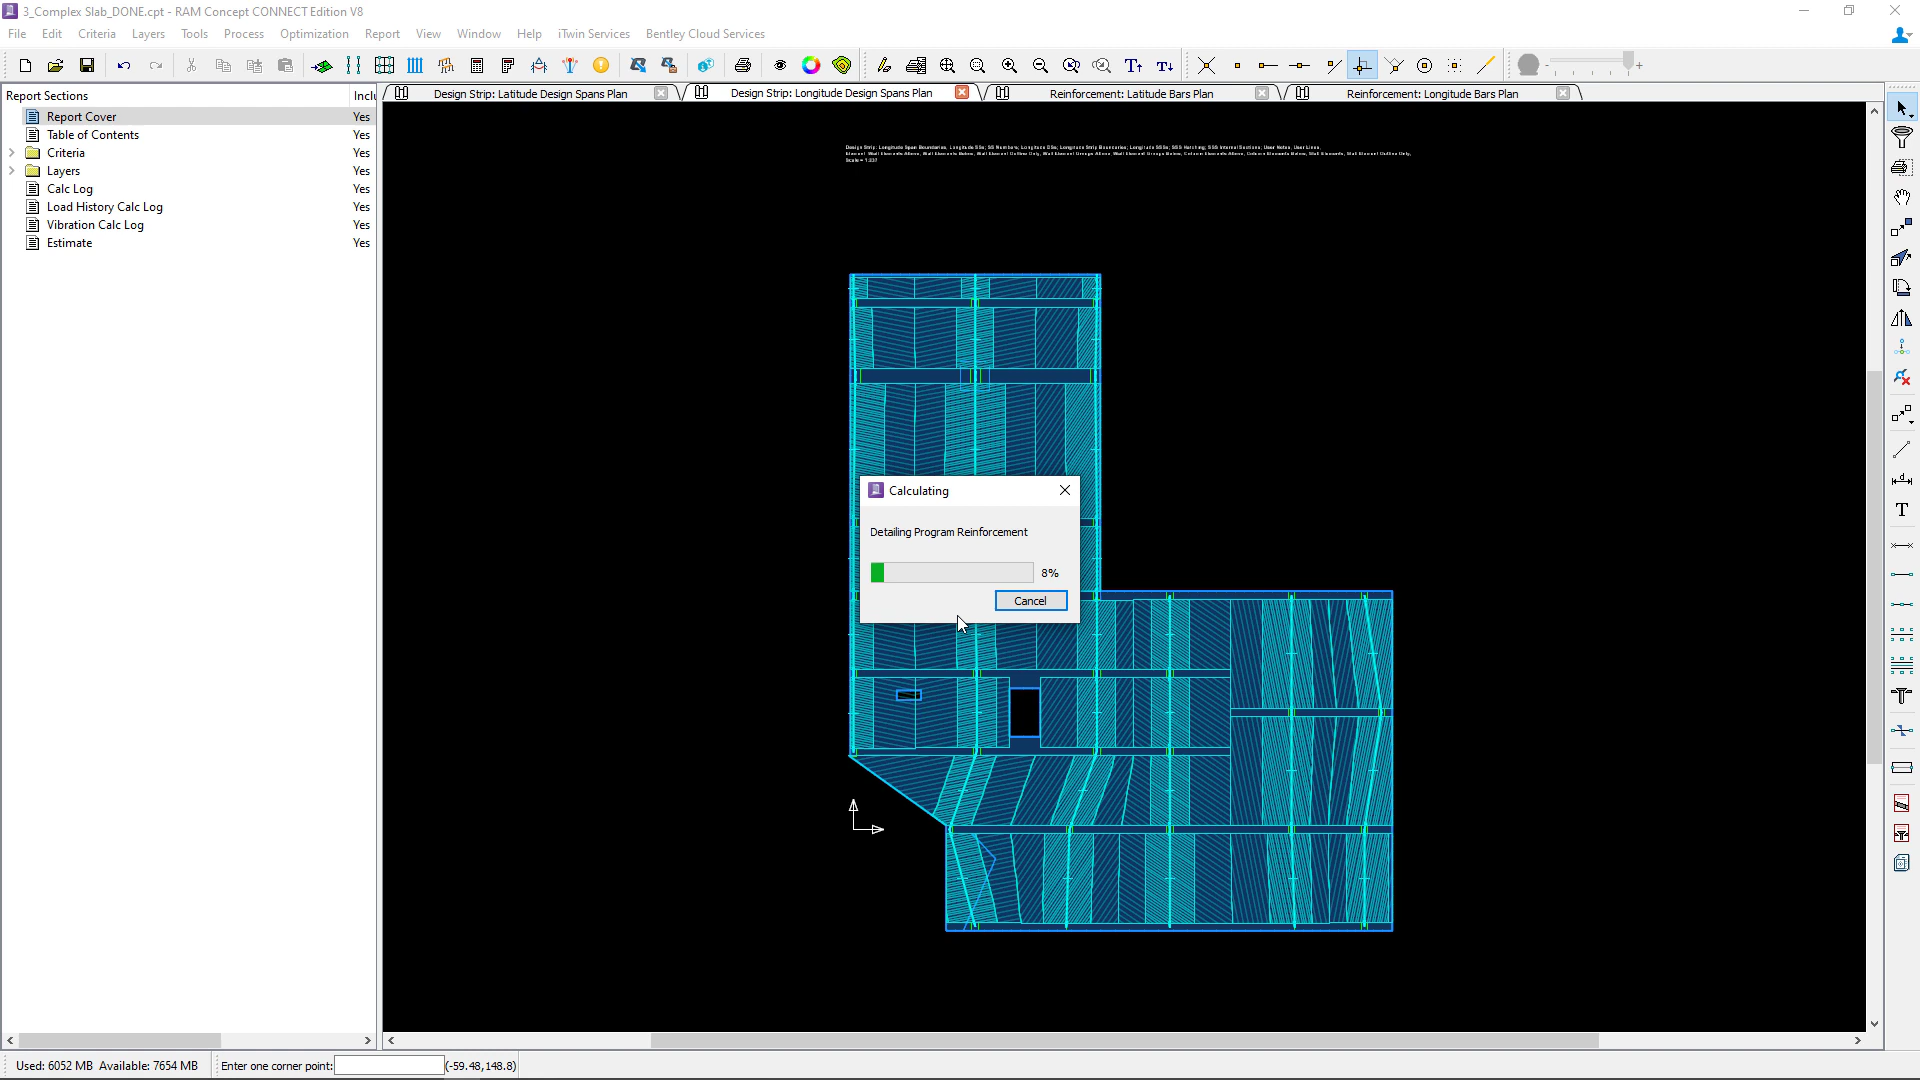 3_Complex Slab_DONE.cpt - RAM Concept CONNECT Edition V8
File Edit Criteria Layers Tools Process Optimization Report View Window Help iTwin Services Bentley Cloud Services
Report Sections Inclu
Design Strip: Latitude Design Spans Plan
Design Strip: Longitude Design Spans Plan
Reinforcement: Latitude Bars Plan
Reinforcement: Longitude Bars Plan
Report Cover Yes
Table of Contents Yes
Criteria Yes
Layers Yes
Calc Log Yes
Load History Calc Log Yes
Vibration Calc Log Yes
Estimate Yes
Calculating
Detailing Program Reinforcement
8%
Cancel
Used: 6052 MB Available: 7654 MB
Enter one corner point:
(-59.48,148.8)